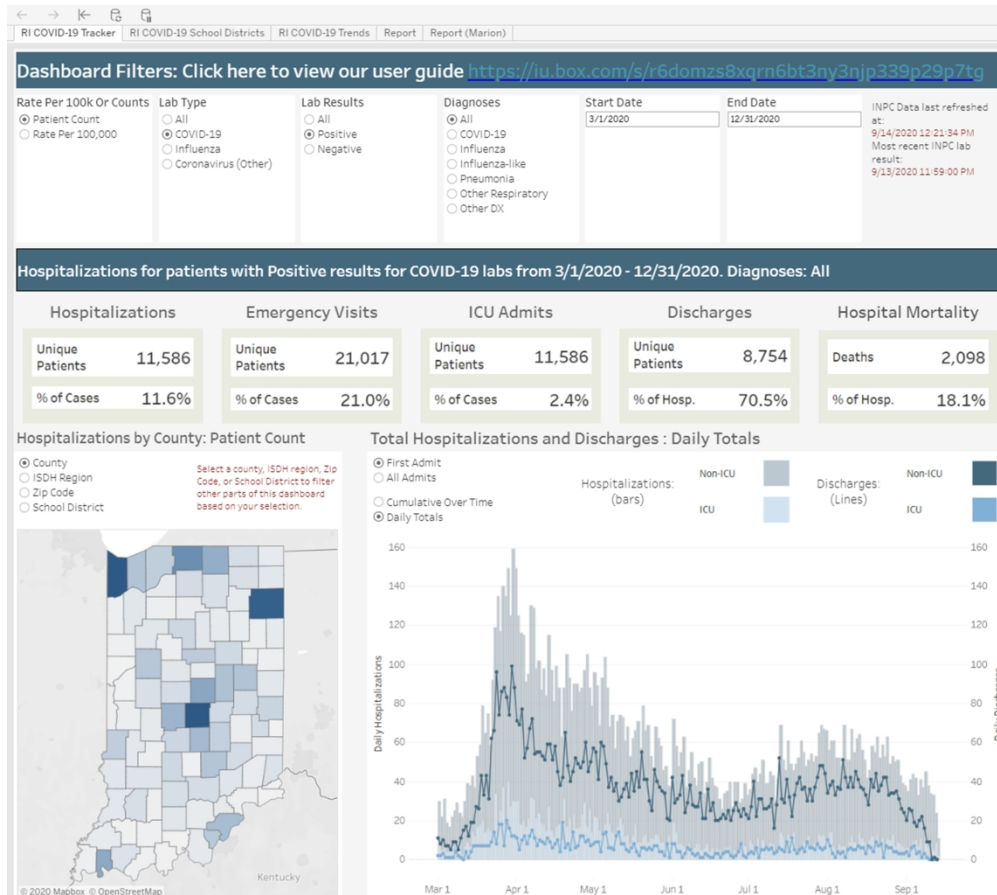 RI COVID-19 Tracker
RI COVID-19 School Districts
RI COVID-19 Trends
Report
Report (Marion)
Dashboard Filters: Click here to view our user guide https://iu.box.com/s/r6domzs8xqrn6bt3ny3njp339p29p7tg
Rate Per 100k Or Counts
Patient Count
Rate Per 100,000
Lab Type
All
COVID-19
Influenza
Coronavirus (Other)
Lab Results
All
Positive
Negative
Diagnoses
All
COVID-19
Influenza
Influenza-like
Pneumonia
Other Respiratory
Other DX
Start Date
3/1/2020
End Date
12/31/2020
INPC Data last refreshed
at:
9/14/2020 12:21:34 PM
Most recent INPC lab
result:
9/13/2020 11:59:00 PM
Hospitalizations for patients with Positive results for COVID-19 labs from 3/1/2020 - 12/31/2020. Diagnoses: All
Hospitalizations
Unique
Patients
11,586
% of Cases
11.6%
Emergency Visits
Unique
Patients
21,017
% of Cases
21.0%
ICU Admits
Unique
Patients
11,586
% of Cases
2.4%
Discharges
Unique
Patients
8,754
% of Hosp.
70.5%
Hospital Mortality
Deaths
2,098
% of Hosp.
18.1%
Hospitalizations by County: Patient Count
County
ISDH Region
Zip Code
School District
Select a county, ISDH region, Zip
Code, or School District to filter
other parts of this dashboard
based on your selection.
Kentucky
© 2020 Mapbox © OpenStreetMap
Total Hospitalizations and Discharges : Daily Totals
First Admit
All Admits
Cumulative Over Time
Daily Totals
Hospitalizations:
(bars)
Non-ICU
ICU
Discharges:
(Lines)
Non-ICU
ICU
Daily Hospitalizations
160
140
120
100
80
60
40
20
0
160
140
120
100
80
60
40
20
0
Daily Discharges
Mar 1
Apr 1
May 1
Jun 1
Jul 1
Aug 1
Sep 1